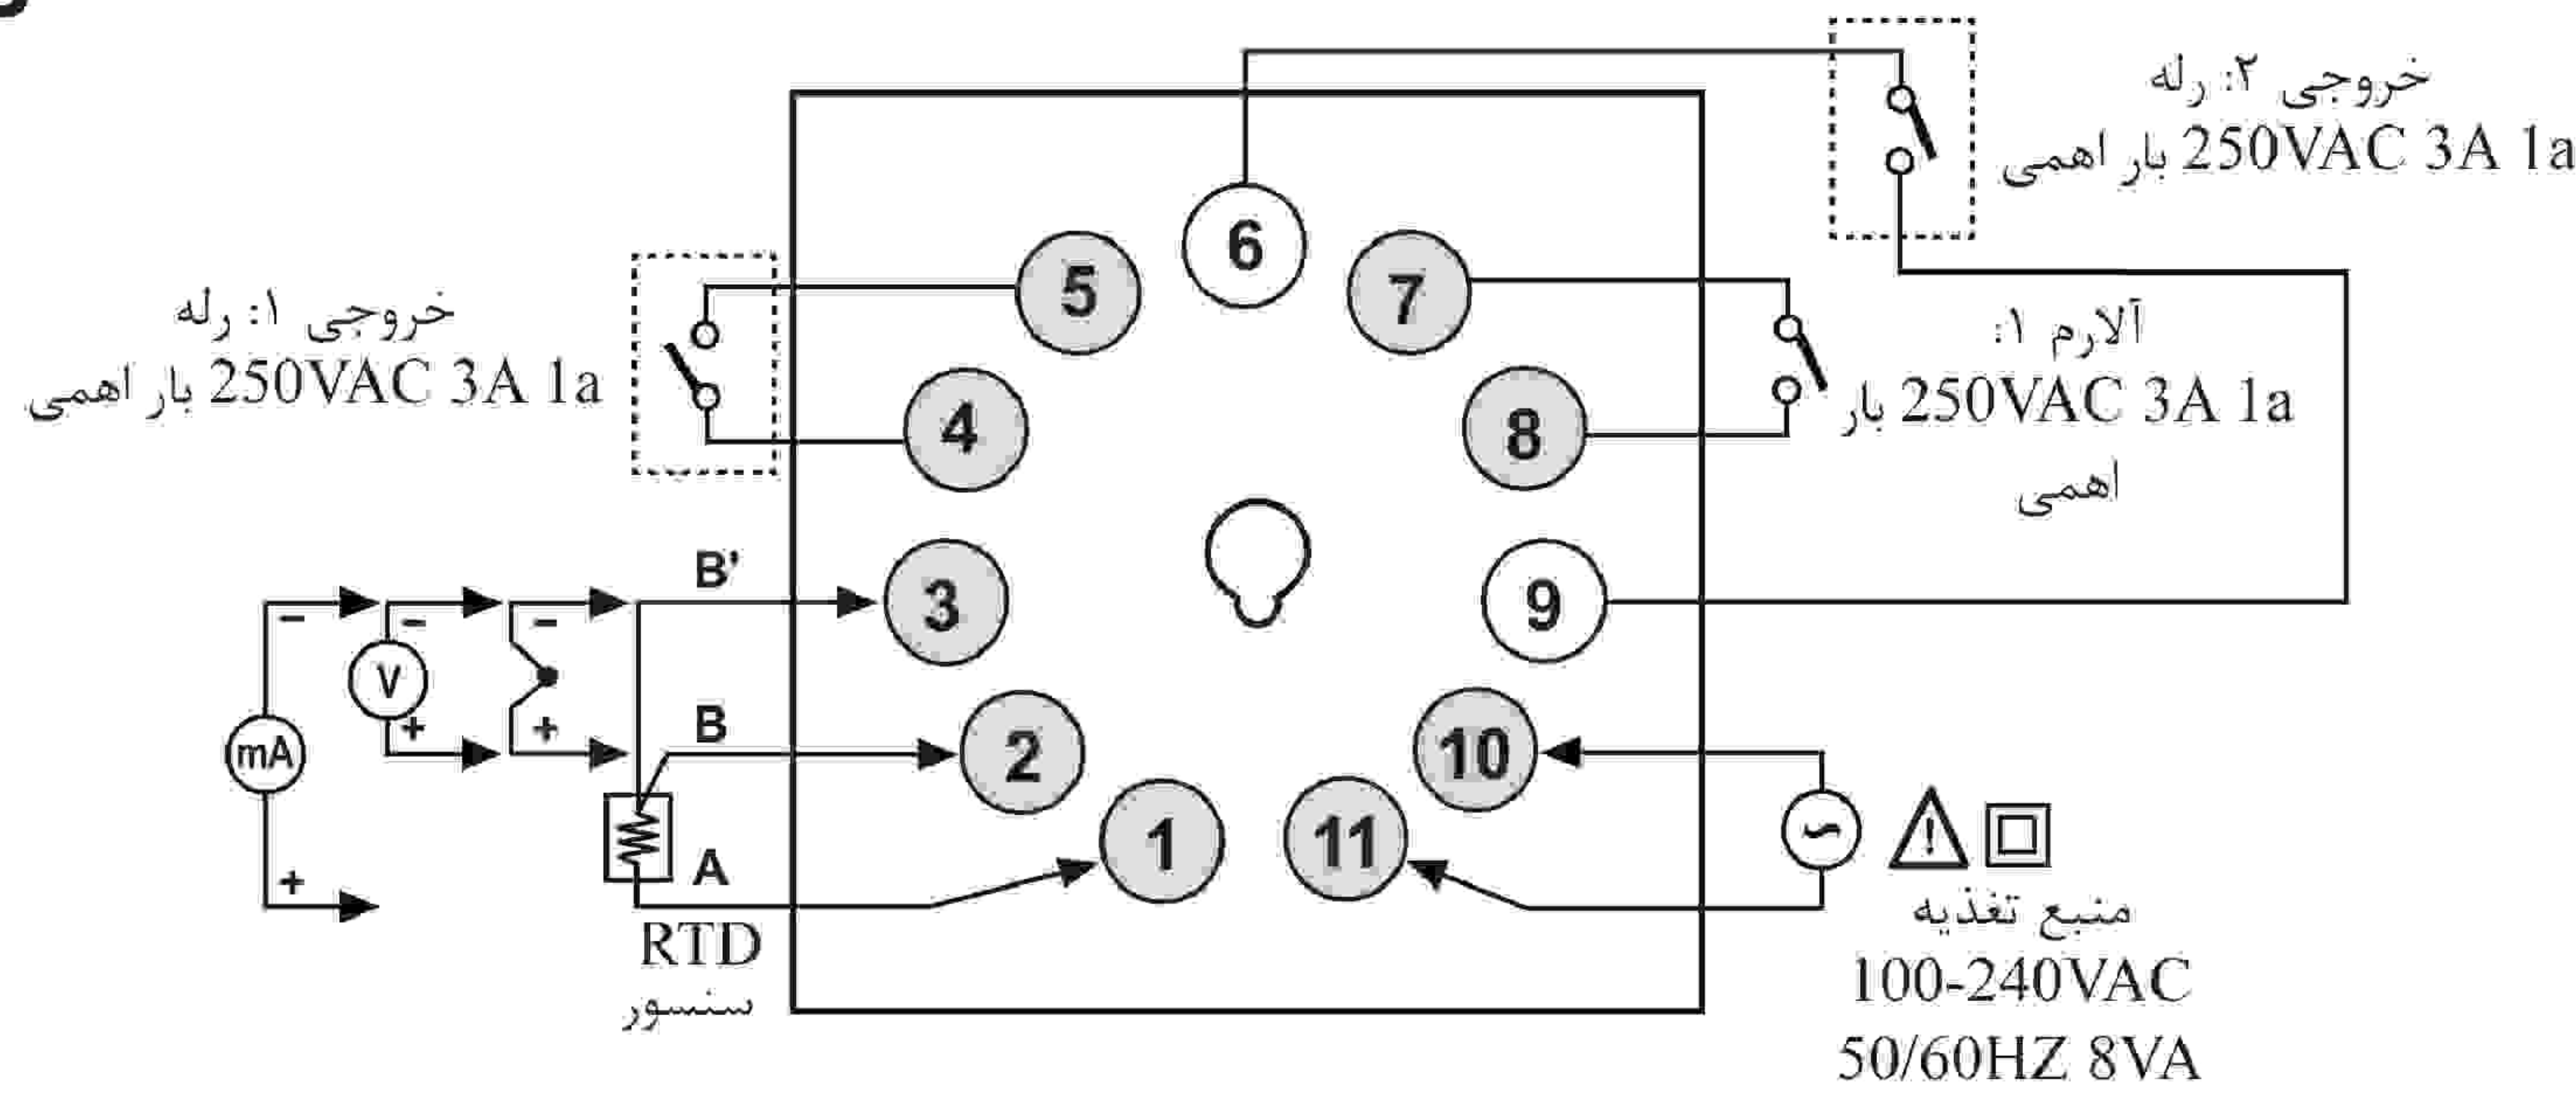 خروجی ۲: رله
250VAC 3A 1a بار اهمی
خروجی ۱: رله
250VAC 3A 1a بار اهمی
آلارم ۱:
250VAC 3A 1a بار
اهمی
6
5
7
4
8
3
9
2
10
1
11
B'
B
A
-
-
-
V
mA
+
+
+
RTD
سنسور
!
منبع تغذیه
100-240VAC
50/60HZ 8VA